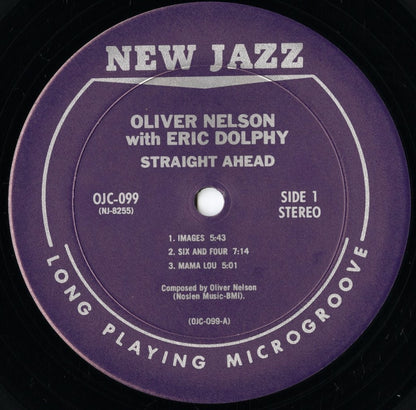 NEW JAZZ
OLIVER NELSON
with ERIC DOLPHY
STRAIGHT AHEAD
OJC-099
(NJ-8255)
SIDE 1
STEREO
1. IMAGES 5:43
2. SIX AND FOUR 7:14
3. MAMA LOU 5:01
Composed by Oliver Nelson
(Noslen Music-BMI).
(OJC-099-A)
LONG PLAYING MICROGROOVE